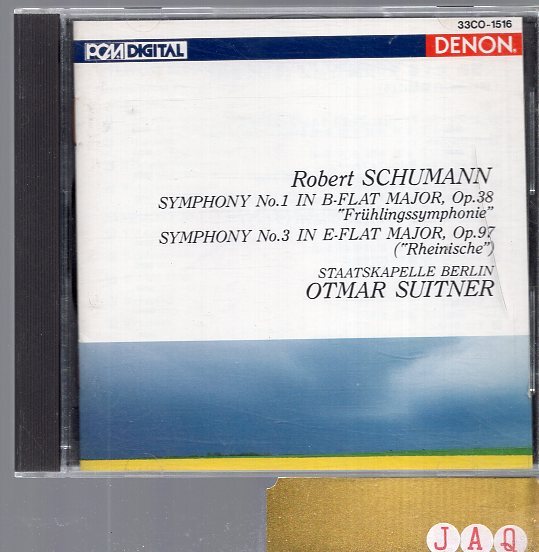 33CO-1516
PCM DIGITAL
DENON
Robert SCHUMANN
SYMPHONY No.1 IN B-FLAT MAJOR, Op.38
"Frühlingssymphonie"
SYMPHONY No.3 IN E-FLAT MAJOR, Op.97
("Rheinische")
STAATSKAPELLE BERLIN
OTMAR SUITNER
JAQ